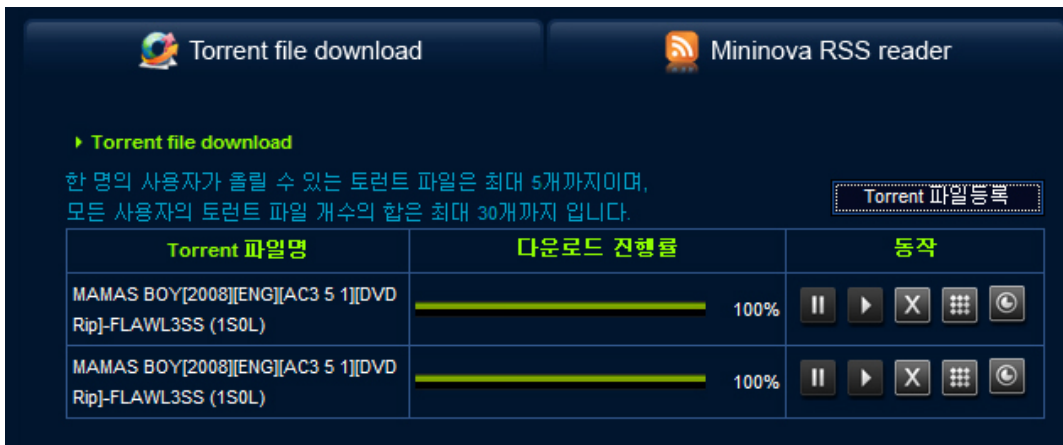 Torrent file download
Mininova RSS reader
Torrent file download
한 명의 사용자가 올릴 수 있는 토런트 파일은 최대 5개까지이며,
모든 사용자의 토런트 파일 개수의 합은 최대 30개까지 입니다.
Torrent 파일등록
Torrent 파일명
다운로드 진행률
동작
MAMAS BOY[2008][ENG][AC3 5 1][DVD
Rip]-FLAWL3SS (1S0L)
100%
X
MAMAS BOY[2008][ENG][AC3 5 1][DVD
Rip]-FLAWL3SS (1S0L)
100%
X